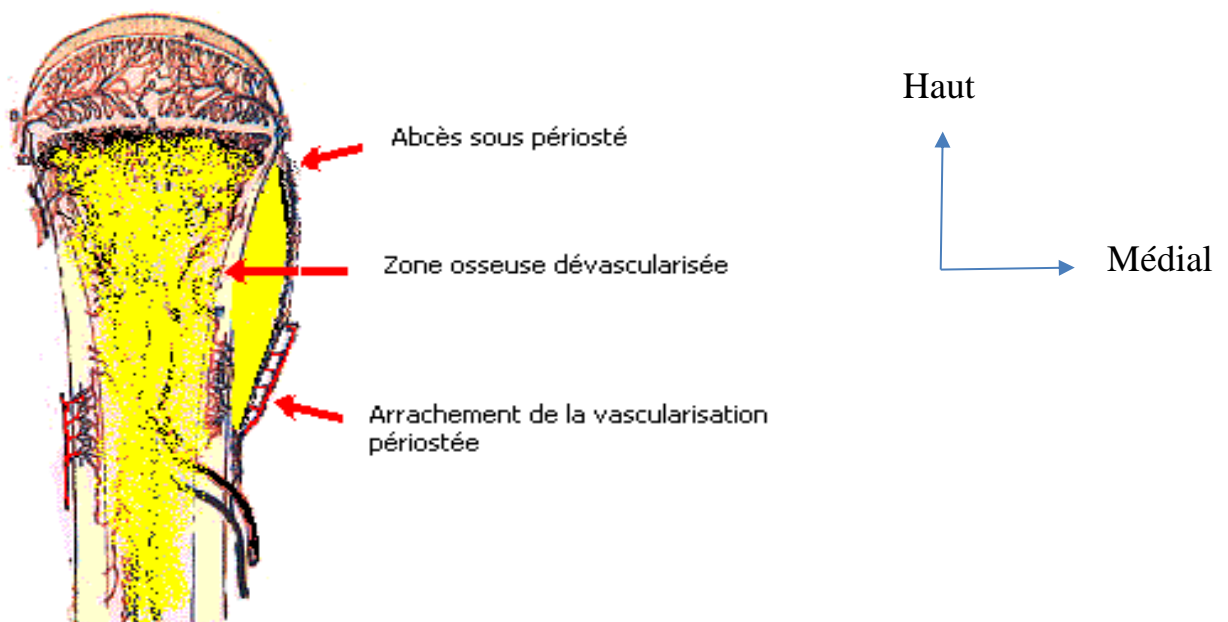 Haut
Abcès sous périosté
Zone osseuse dévascularisée
Médial
Arrachement de la vascularisation
périostée